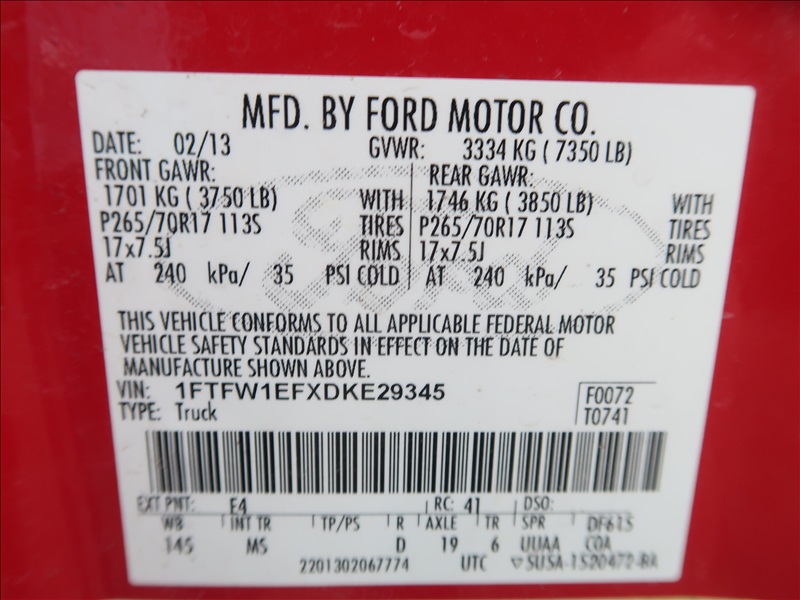 MFD. BY FORD MOTOR CO.
DATE: 02/13 GVWR: 3334 KG ( 7350 LB)
FRONT GAWR: REAR GAWR:
1701 KG ( 3750 LB) WITH 1746 KG ( 3850 LB) WITH
P265/70R17 113S TIRES P265/70R17 113S TIRES
17x7.5J RIMS 17x7.5J RIMS
AT 240 kPa/ 35 PSI COLD AT 240 kPa/ 35 PSI COLD
THIS VEHICLE CONFORMS TO ALL APPLICABLE FEDERAL MOTOR
VEHICLE SAFETY STANDARDS IN EFFECT ON THE DATE OF
MANUFACTURE SHOWN ABOVE.
VIN: 1FTFW1EFXDKE29345 F0072
TYPE: Truck T0741
EXT PNT: E4 RC: 41 DSO:
WB INT TR TP/PS R AXLE TR SPR DF615
145 MS D 19 6 UUAA COA
2201302067774 UTC ▽SUSA-1520472-BA